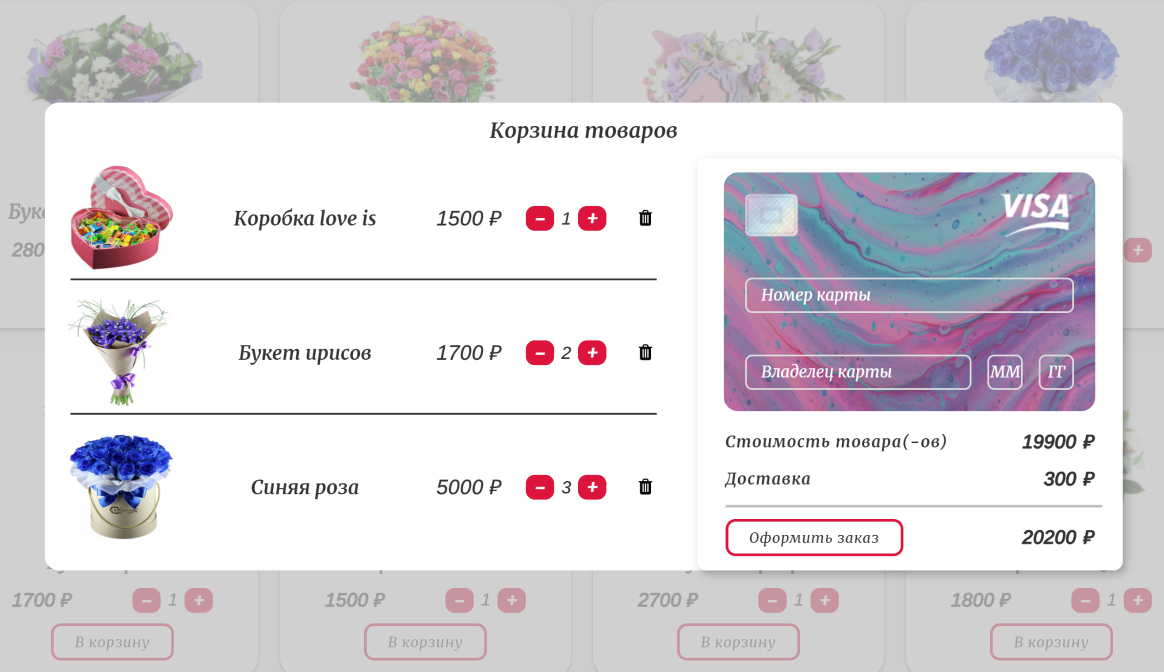 Корзина товаров
Коробка love is 1500 ₽ − 1 +
Букет ирисов 1700 ₽ − 2 +
Синяя роза 5000 ₽ − 3 +
VISA
Номер карты
Владелец карты ММ ГГ
Стоимость товара(-ов) 19900 ₽
Доставка 300 ₽
Оформить заказ 20200 ₽
280
+
1700 ₽ − 1 +
1500 ₽ − 1 +
2700 ₽ − 1 +
1800 ₽ − 1 +
В корзину
В корзину
В корзину
В корзину